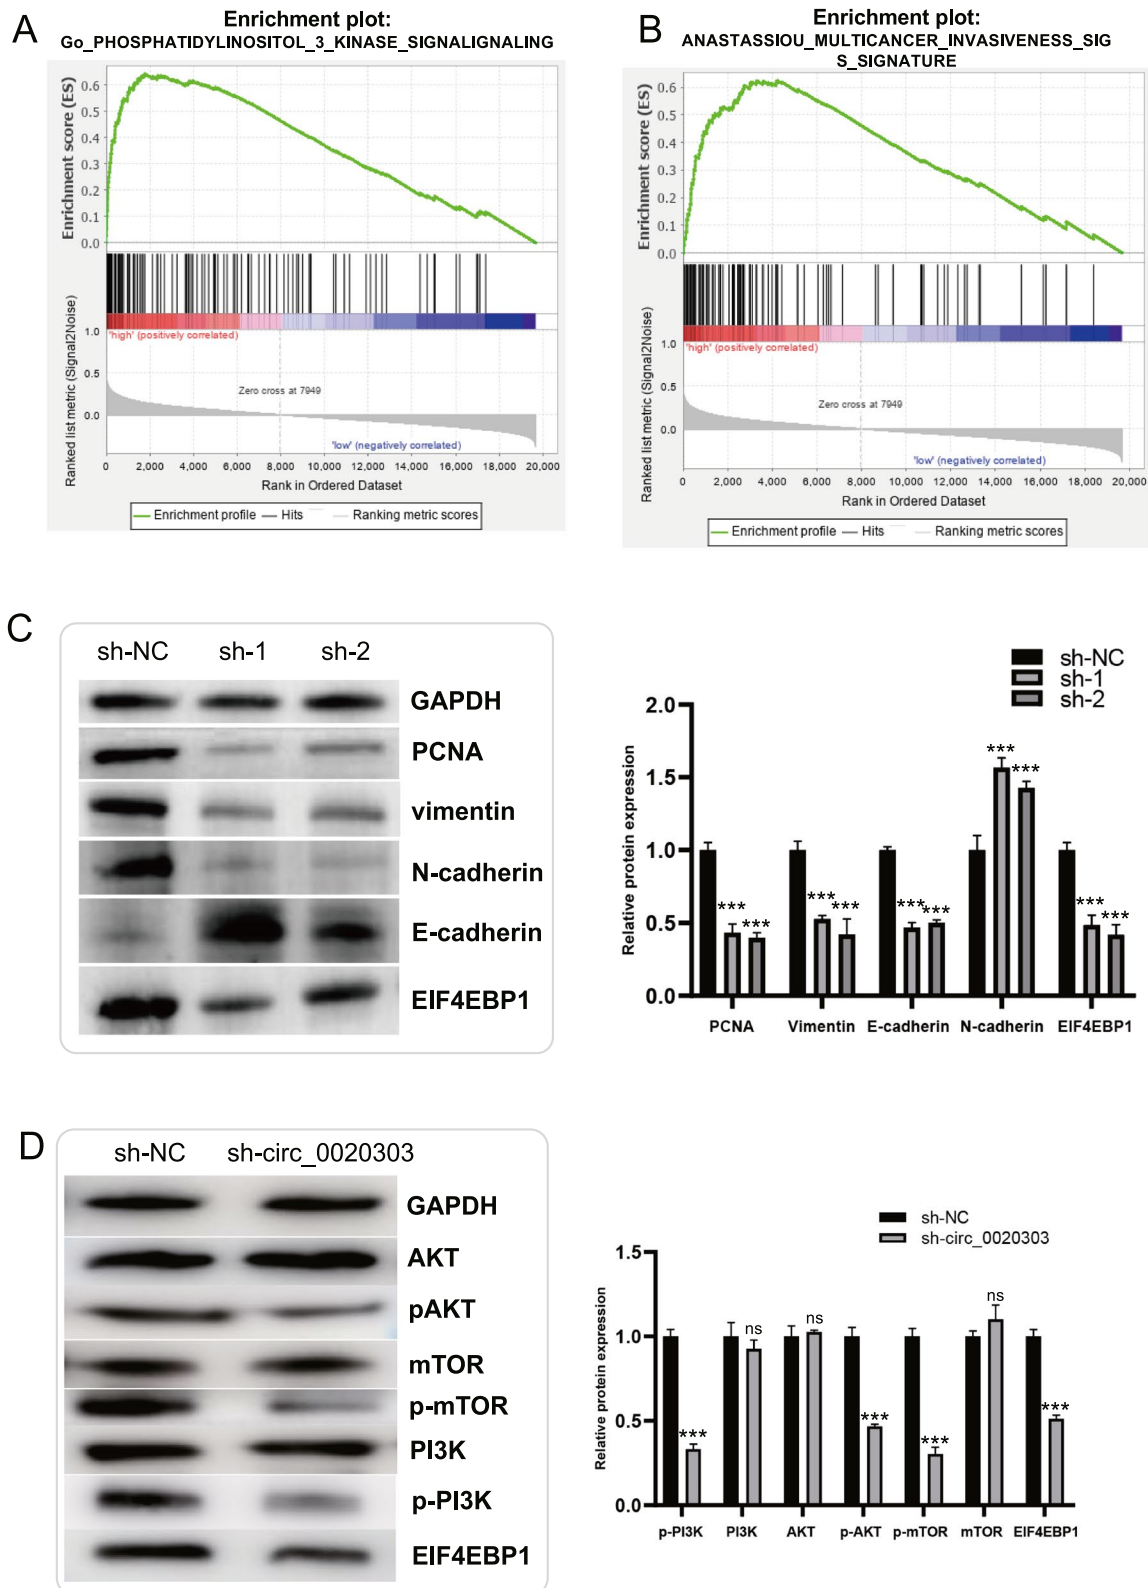 A
Enrichment plot:
Go_PHOSPHATIDYLINOSITOL_3_KINASE_SIGNALIGNALING
Enrichment score (ES)
0.6
0.5
0.4
0.3
0.2
0.1
0.0
Ranked list metric (Signal2Noise)
1.0
0.5
0.0
'high' (positively correlated)
Zero cross at 7949
'low' (negatively correlated)
0 2,000 4,000 6,000 8,000 10,000 12,000 14,000 16,000 18,000 20,000
Rank in Ordered Dataset
Enrichment profile Hits Ranking metric scores
B
Enrichment plot:
ANASTASSIOU_MULTICANCER_INVASIVENESS_SIG
S_SIGNATURE
Enrichment score (ES)
0.6
0.5
0.4
0.3
0.2
0.1
0.0
Ranked list metric (Signal2Noise)
1.0
0.5
0.0
'high' (positively correlated)
Zero cross at 7949
'low' (negatively correlated)
0 2,000 4,000 6,000 8,000 10,000 12,000 14,000 16,000 18,000 20,000
Rank in Ordered Dataset
Enrichment profile Hits Ranking metric scores
C
sh-NC sh-1 sh-2
GAPDH
PCNA
vimentin
N-cadherin
E-cadherin
EIF4EBP1
sh-NC
sh-1
sh-2
Relative protein expression
2.0
1.5
1.0
0.5
0.0
*** *** *** *** *** *** *** *** *** ***
PCNA Vimentin E-cadherin N-cadherin EIF4EBP1
D
sh-NC sh-circ_0020303
GAPDH
AKT
pAKT
mTOR
p-mTOR
PI3K
p-PI3K
EIF4EBP1
sh-NC
sh-circ_0020303
Relative protein expression
1.5
1.0
0.5
0.0
*** ns ns *** *** ns ***
p-PI3K PI3K AKT p-AKT p-mTOR mTOR EIF4EBP1